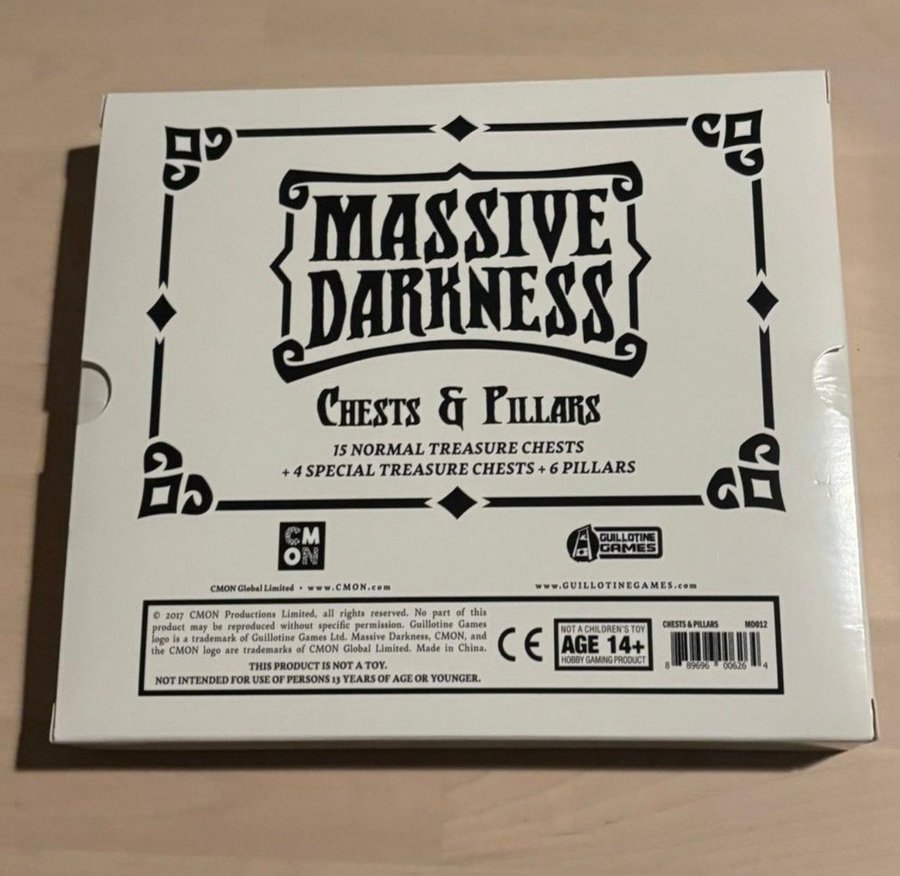 MASSIVE
DARKNESS
CHESTS & PILLARS
15 NORMAL TREASURE CHESTS
+ 4 SPECIAL TREASURE CHESTS + 6 PILLARS
CM
ON
GUILLOTINE
GAMES
CMON Global Limited • www.CMON.com
www.GUILLOTINEGAMES.com
© 2017 CMON Productions Limited, all rights reserved. No part of this
product may be reproduced without specific permission. Guillotine Games
logo is a trademark of Guillotine Games Ltd. Massive Darkness, CMON, and
the CMON logo are trademarks of CMON Global Limited. Made in China.
THIS PRODUCT IS NOT A TOY.
NOT INTENDED FOR USE OF PERSONS 13 YEARS OF AGE OR YOUNGER.
CE
NOT A CHILDREN'S TOY
AGE 14+
HOBBY GAMING PRODUCT
CHESTS & PILLARS MD012
8 89696 00626 4